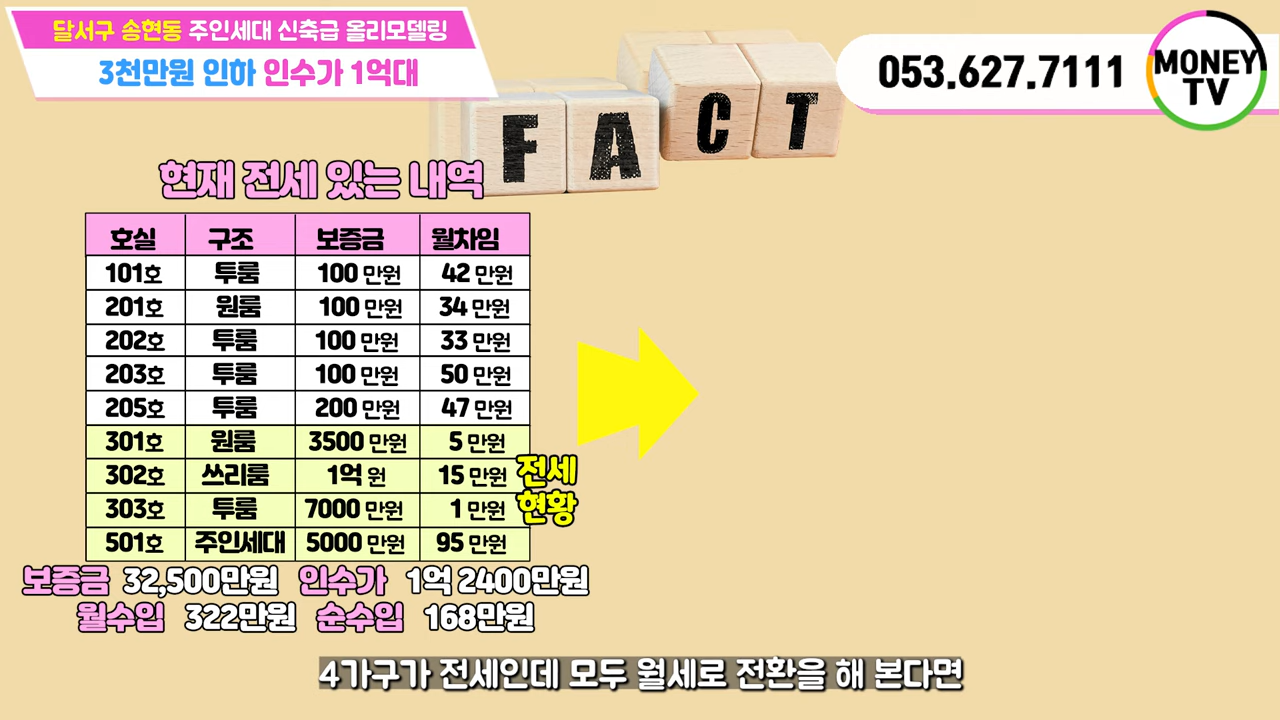 달서구 송현동 주인세대 신축급 올리모델링
3천만원 인하 인수가 1억대
053.627.7111
MONEY
TV
FACT
현재 전세 있는 내역
호실 구조 보증금 월차임
101호 투룸 100 만원 42 만원
201호 원룸 100 만원 34 만원
202호 투룸 100 만원 33 만원
203호 투룸 100 만원 50 만원
205호 투룸 200 만원 47 만원
301호 원룸 3500 만원 5 만원
302호 쓰리룸 1억 원 15 만원
303호 투룸 7000 만원 1 만원
501호 주인세대 5000 만원 95 만원
전세
현황
보증금 32,500만원 인수가 1억 2400만원
월수입 322만원 순수입 168만원
4가구가 전세인데 모두 월세로 전환을 해 본다면